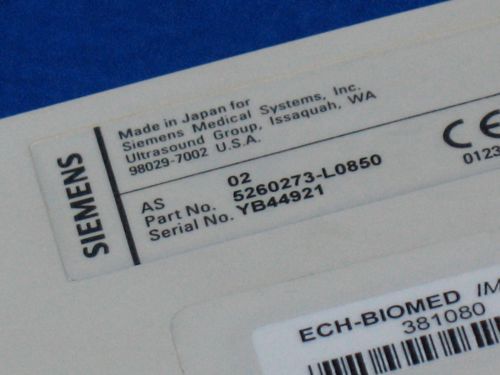 SIEMENS
Made in Japan for
Siemens Medical Systems, Inc.
Ultrasound Group, Issaquah, WA
98029-7002 U.S.A.
AS 02
Part No. 5260273-L0850
Serial No. YB44921
CE
0123
ECH-BIOMED IM
381080